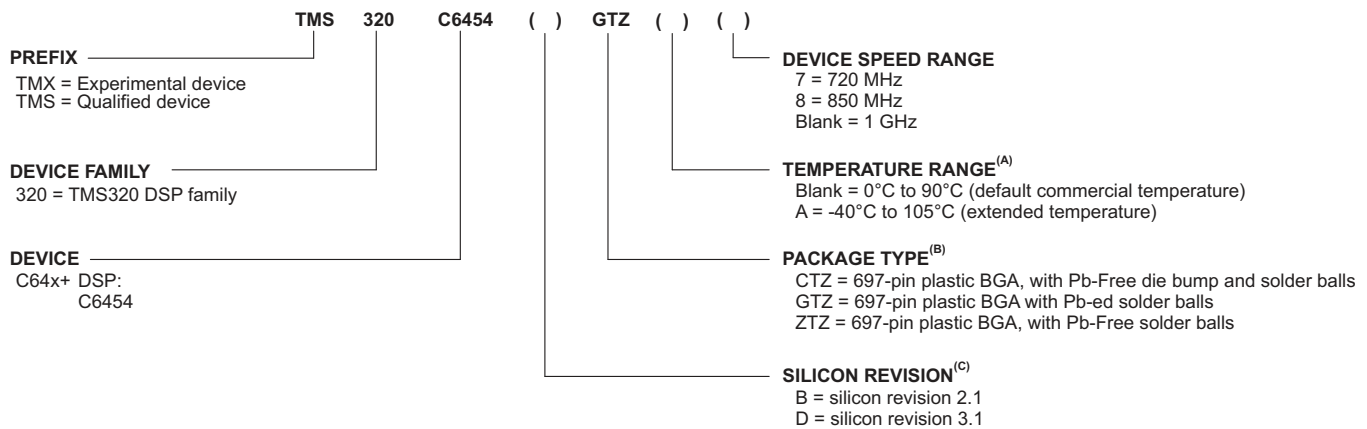 TMS 320 C6454 ( ) GTZ ( ) ( )
PREFIX
TMX = Experimental device
TMS = Qualified device
DEVICE FAMILY
320 = TMS320 DSP family
DEVICE
C64x+ DSP:
C6454
DEVICE SPEED RANGE
7 = 720 MHz
8 = 850 MHz
Blank = 1 GHz
TEMPERATURE RANGE(A)
Blank = 0°C to 90°C (default commercial temperature)
A = -40°C to 105°C (extended temperature)
PACKAGE TYPE(B)
CTZ = 697-pin plastic BGA, with Pb-Free die bump and solder balls
GTZ = 697-pin plastic BGA with Pb-ed solder balls
ZTZ = 697-pin plastic BGA, with Pb-Free solder balls
SILICON REVISION(C)
B = silicon revision 2.1
D = silicon revision 3.1